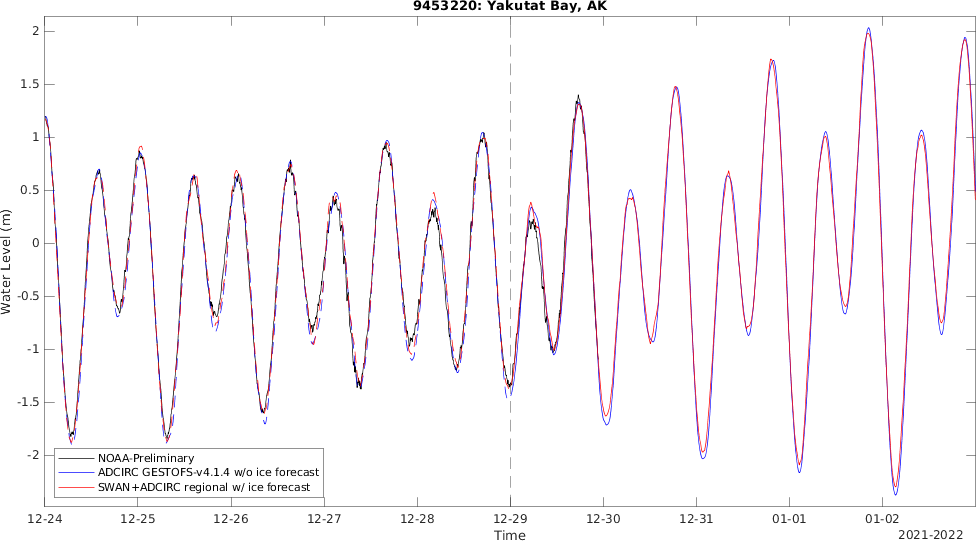 9453220: Yakutat Bay, AK
2
1.5
1
0.5
0
-0.5
-1
-1.5
-2
Water Level (m)
NOAA-Preliminary
ADCIRC GESTOFS-v4.1.4 w/o ice forecast
SWAN+ADCIRC regional w/ ice forecast
12-24 12-25 12-26 12-27 12-28 12-29 12-30 12-31 01-01 01-02
Time
2021-2022